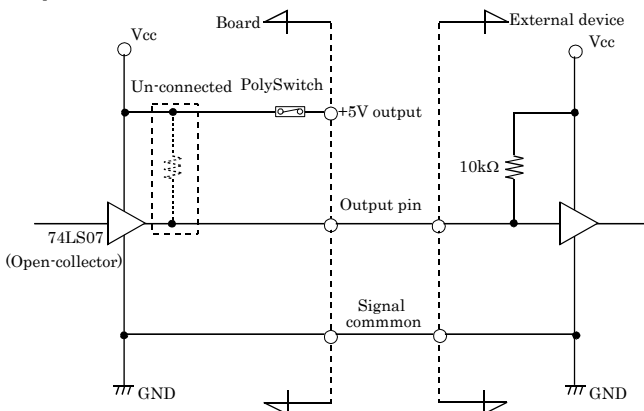 Board
External device
Vcc
Vcc
Un-connected
PolySwitch
+5V output
10kΩ
Output pin
74LS07
(Open-collector)
Signal
commmon
GND
GND